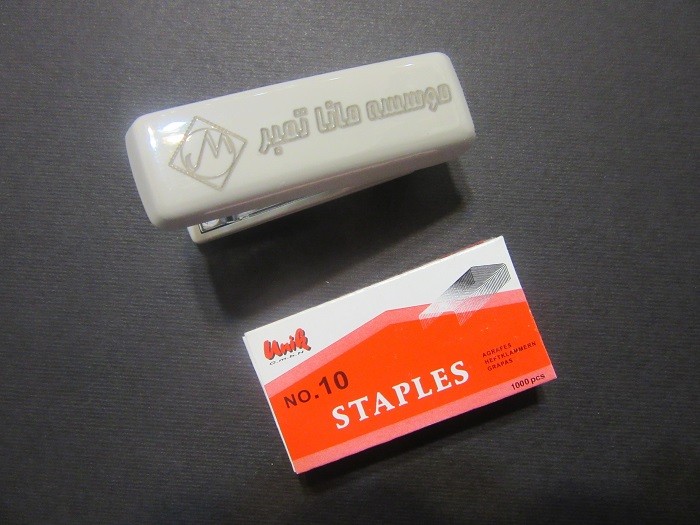 موسسه مانا تمبر
M
Unik
G.m.b.H
NO.10
STAPLES
AGRAFES
HEFTKLAMMERN
GRAPAS
1000 pcs